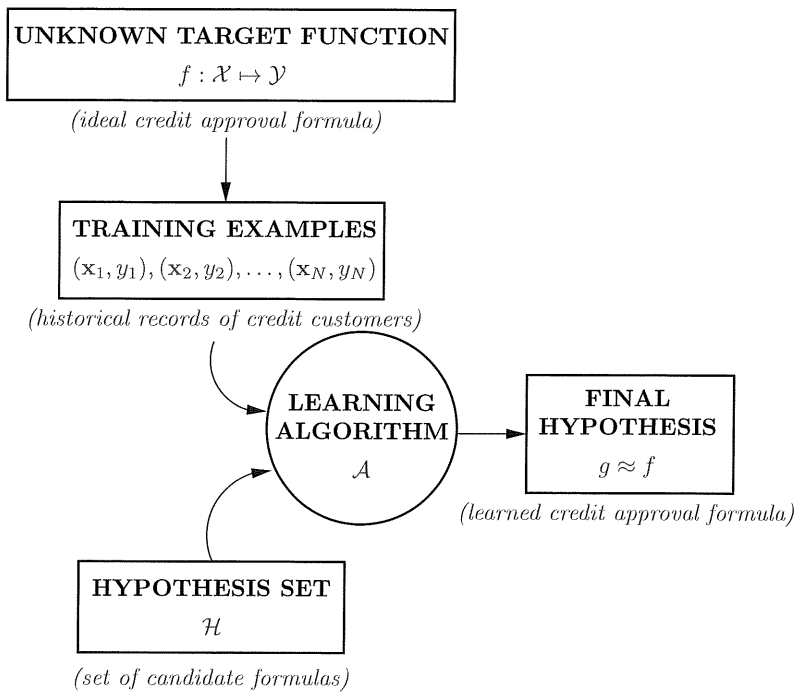 UNKNOWN TARGET FUNCTION
f : 𝒳 ↦ 𝒴
(ideal credit approval formula)
TRAINING EXAMPLES
(x₁, y₁), (x₂, y₂), . . . , (x_N, y_N)
(historical records of credit customers)
LEARNING
ALGORITHM
𝒜
FINAL
HYPOTHESIS
g ≈ f
(learned credit approval formula)
HYPOTHESIS SET
ℋ
(set of candidate formulas)